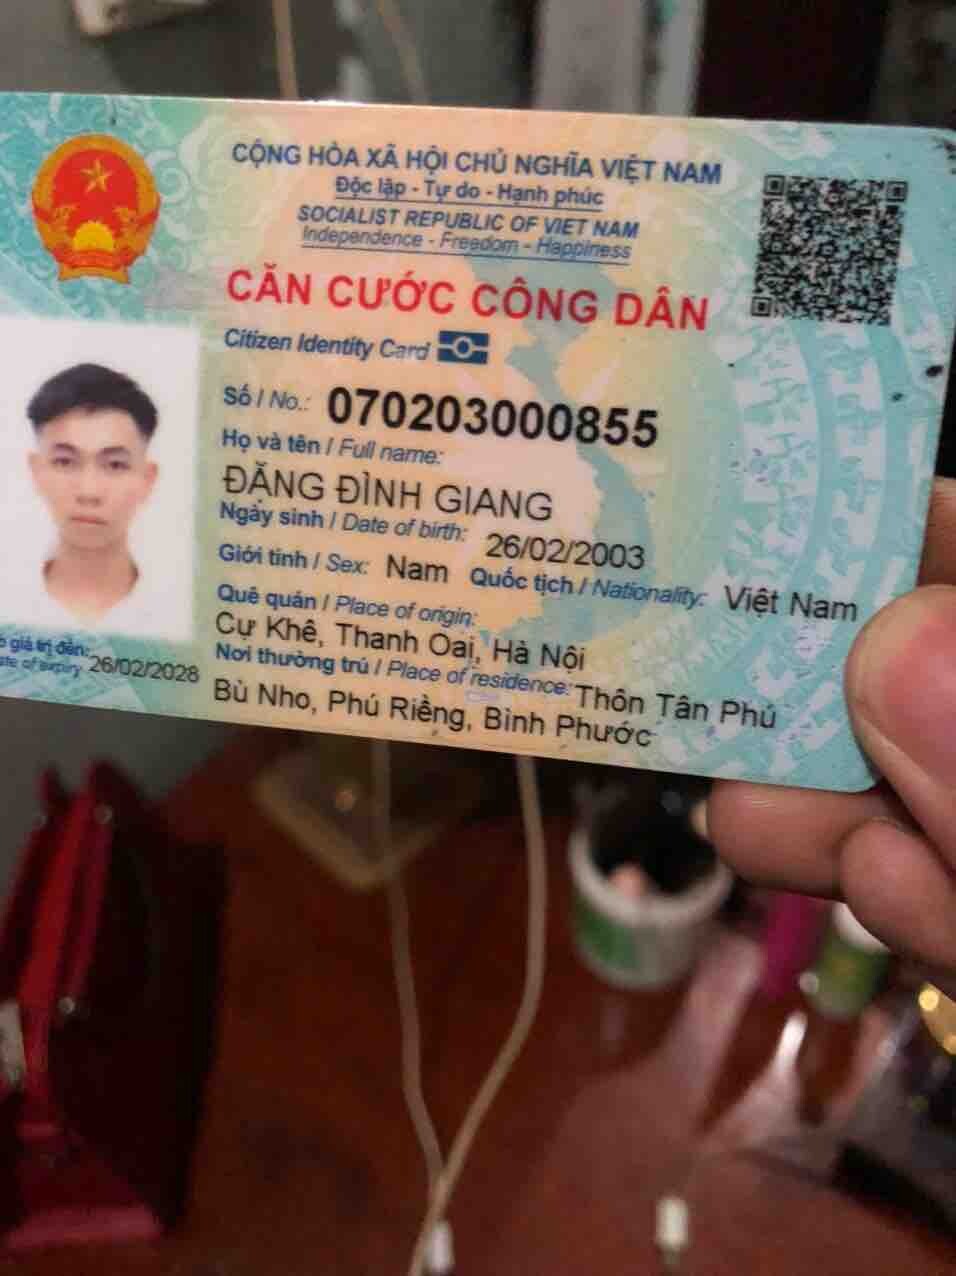 CỘNG HÒA XÃ HỘI CHỦ NGHĨA VIỆT NAM
Độc lập - Tự do - Hạnh phúc
SOCIALIST REPUBLIC OF VIET NAM
Independence - Freedom - Happiness
CĂN CƯỚC CÔNG DÂN
Citizen Identity Card
Số / No.: 070203000855
Họ và tên / Full name:
ĐẶNG ĐÌNH GIANG
Ngày sinh / Date of birth: 26/02/2003
Giới tính / Sex: Nam Quốc tịch / Nationality: Việt Nam
Quê quán / Place of origin:
Cự Khê, Thanh Oai, Hà Nội
Nơi thường trú / Place of residence: Thôn Tân Phú
Bù Nho, Phú Riềng, Bình Phước
giá trị đến:
of expiry 26/02/2028